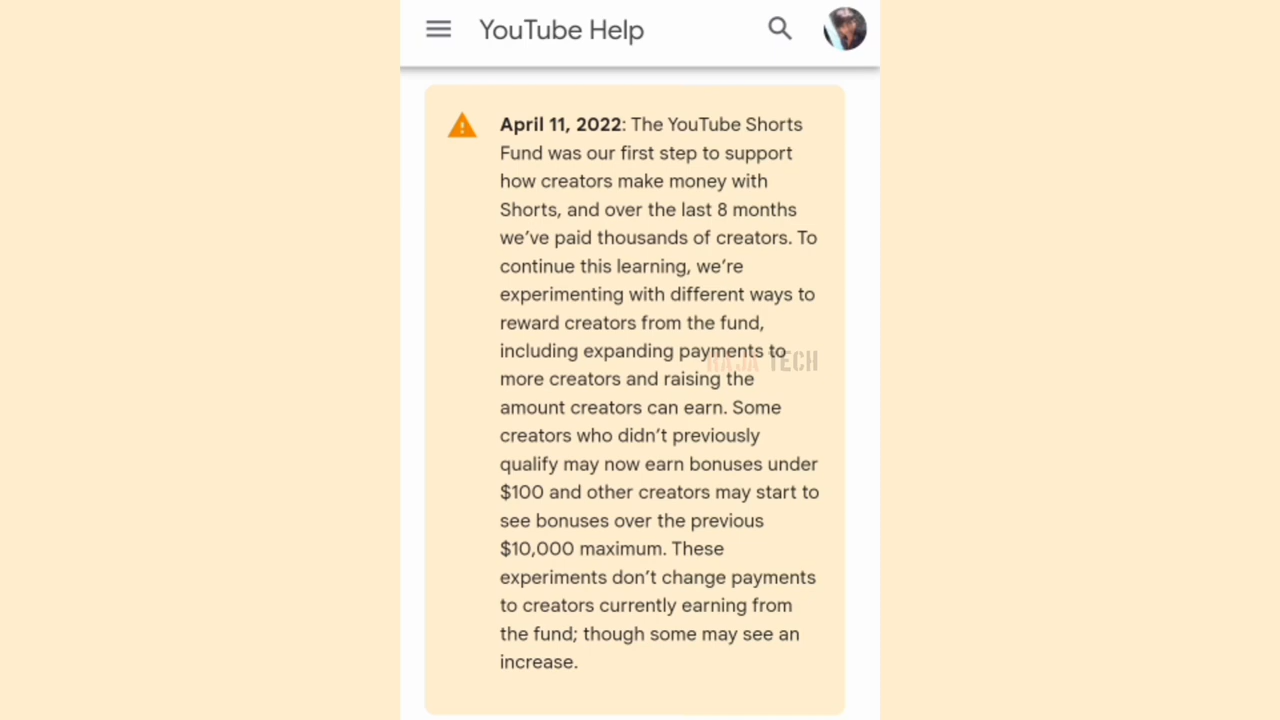 YouTube Help
April 11, 2022: The YouTube Shorts
Fund was our first step to support
how creators make money with
Shorts, and over the last 8 months
we’ve paid thousands of creators. To
continue this learning, we’re
experimenting with different ways to
reward creators from the fund,
including expanding payments to
RAJA TECH
more creators and raising the
amount creators can earn. Some
creators who didn’t previously
qualify may now earn bonuses under
$100 and other creators may start to
see bonuses over the previous
$10,000 maximum. These
experiments don’t change payments
to creators currently earning from
the fund; though some may see an
increase.